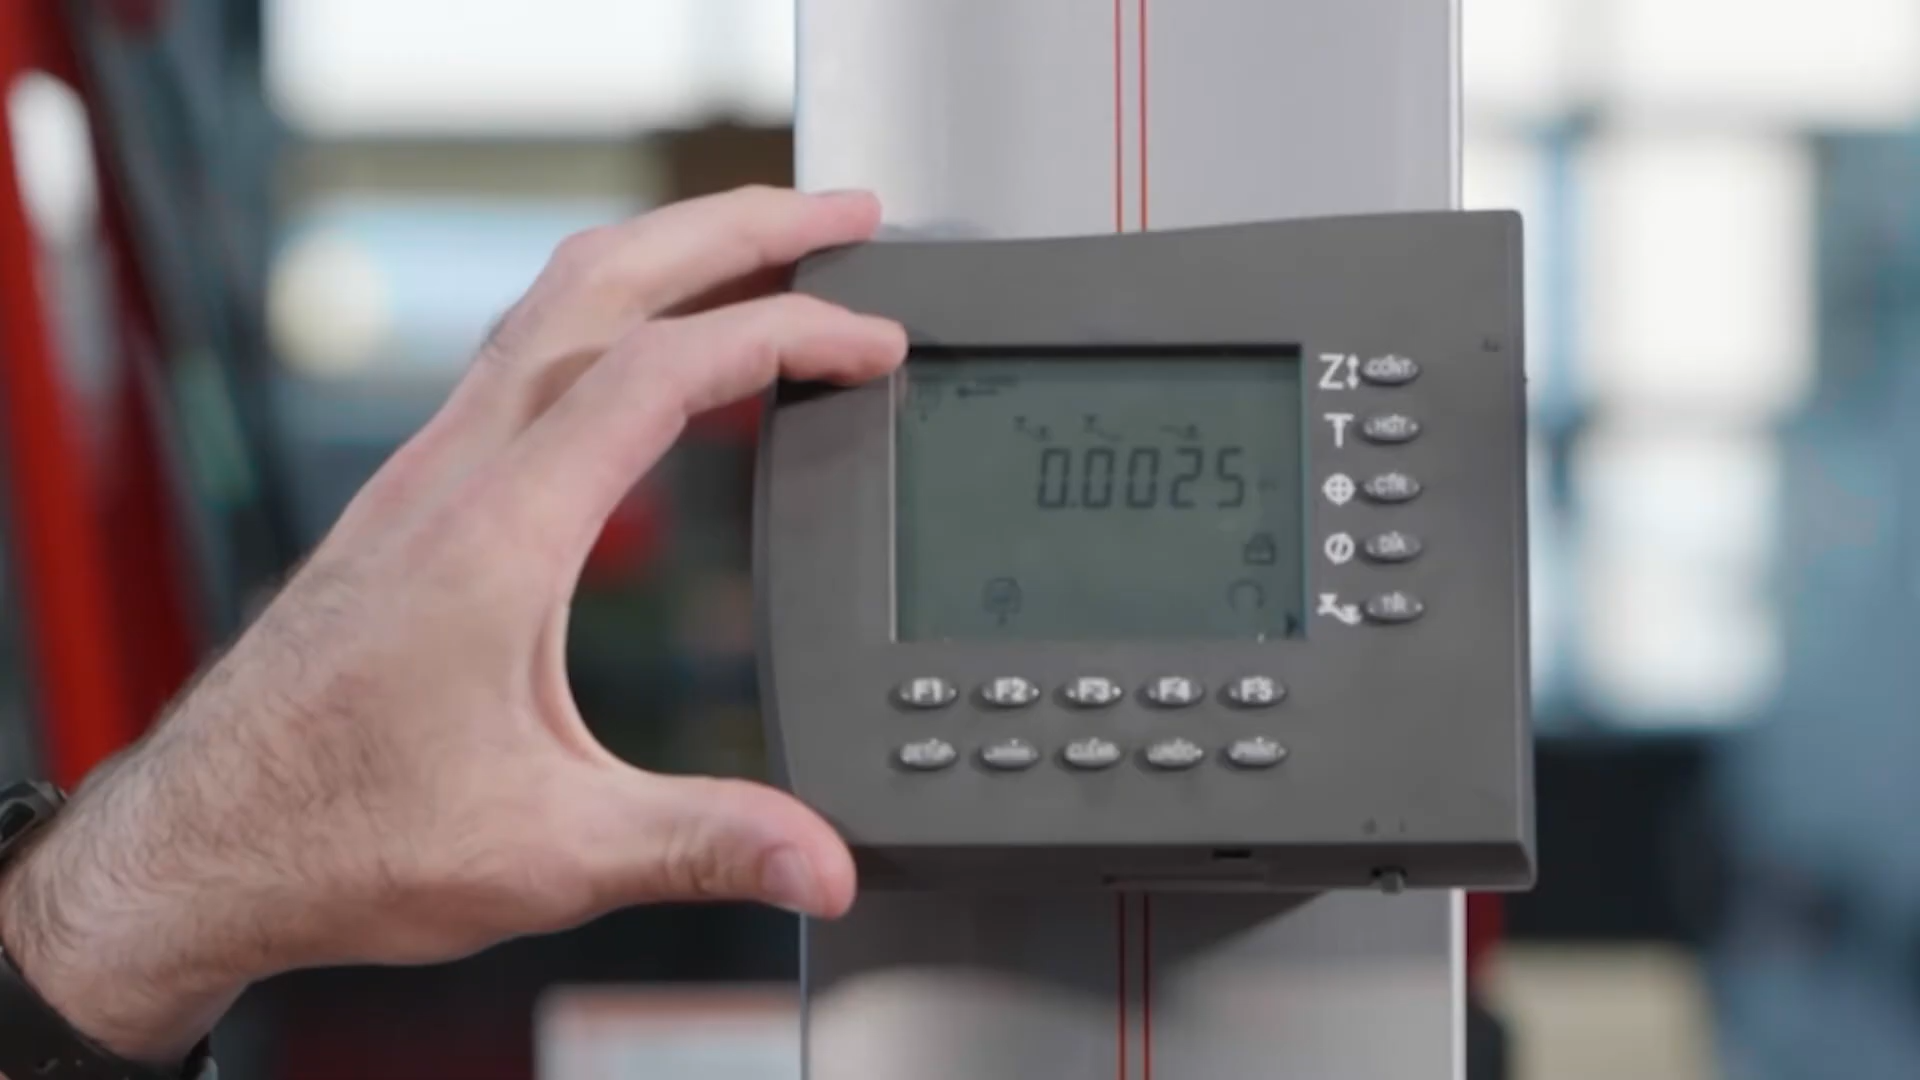 0.0025
Z CONT
HGT
CTR
DIA
TIR
F1 F2 F3 F4 F5
SETUP CLEAR UNDO PRINT